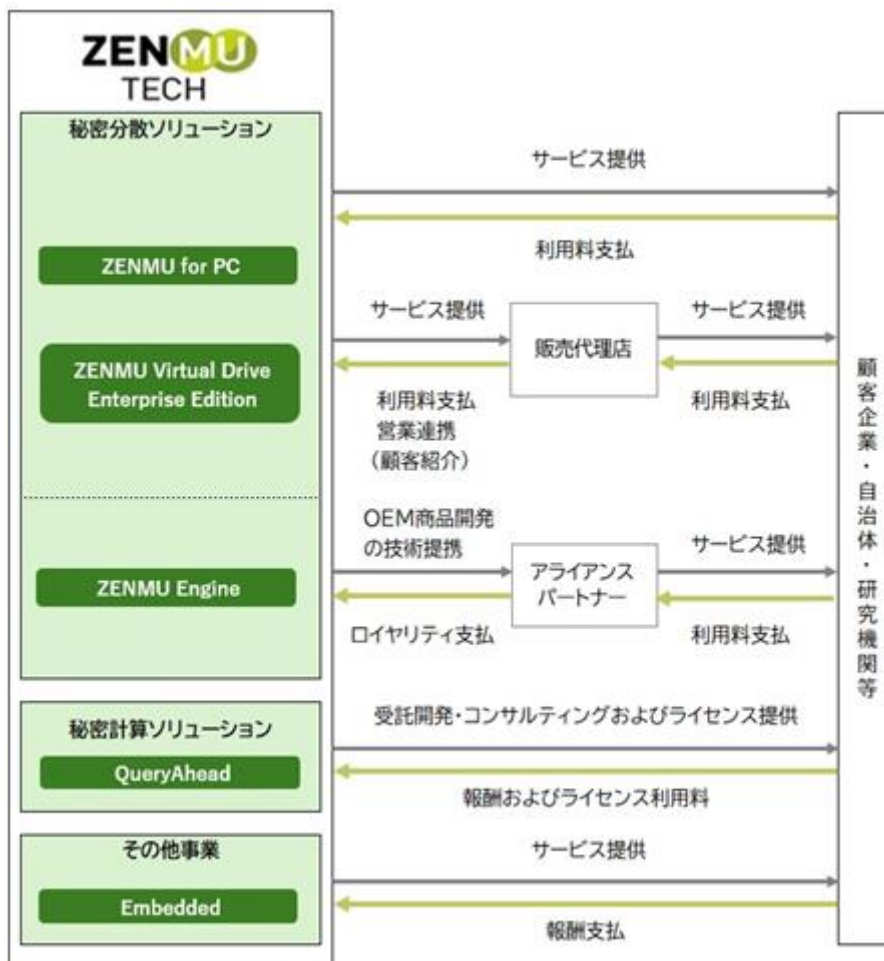 ZENMU
TECH
秘密分散ソリューション
サービス提供
利用料支払
ZENMU for PC
サービス提供
販売代理店
サービス提供
ZENMU Virtual Drive
Enterprise Edition
利用料支払
営業連携
（顧客紹介）
利用料支払
OEM商品開発
の技術提携
アライアンス
パートナー
サービス提供
ZENMU Engine
ロイヤリティ支払
利用料支払
顧客企業・自治体・研究機関等
秘密計算ソリューション
受託開発・コンサルティングおよびライセンス提供
QueryAhead
報酬およびライセンス利用料
その他事業
サービス提供
Embedded
報酬支払